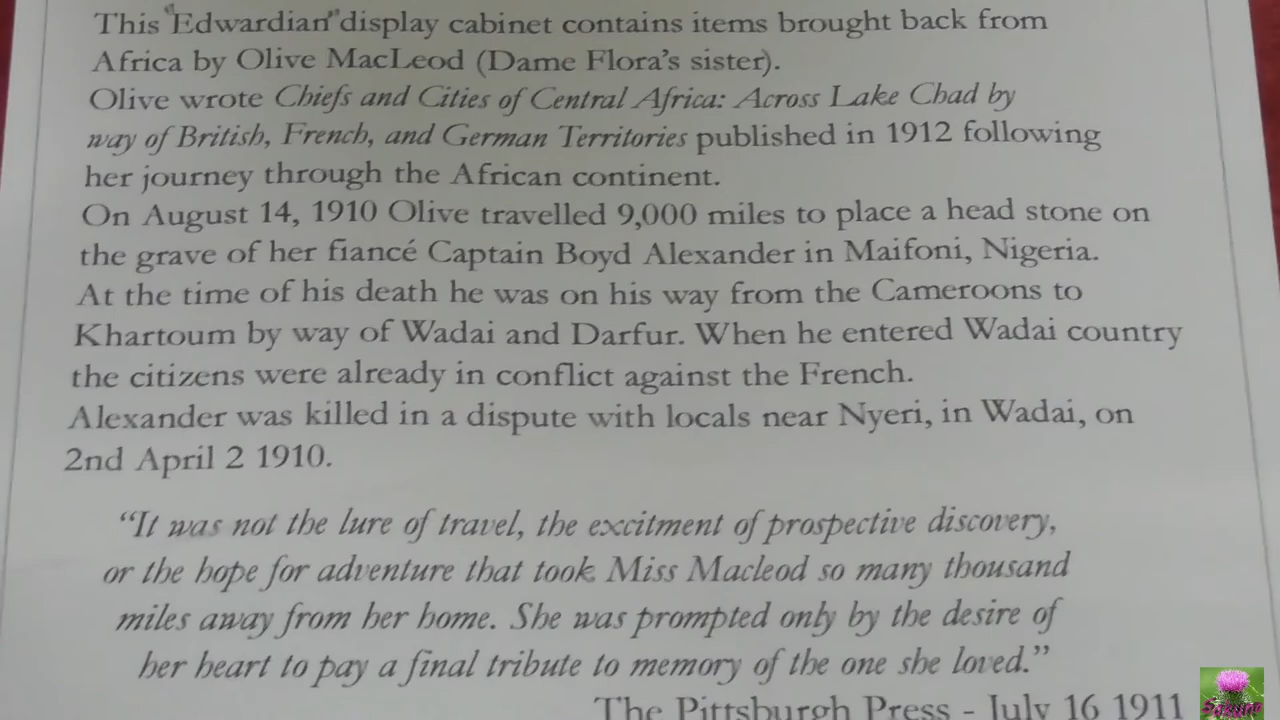 This "Edwardian" display cabinet contains items brought back from
Africa by Olive MacLeod (Dame Flora's sister).
Olive wrote Chiefs and Cities of Central Africa: Across Lake Chad by
way of British, French, and German Territories published in 1912 following
her journey through the African continent.
On August 14, 1910 Olive travelled 9,000 miles to place a head stone on
the grave of her fiancé Captain Boyd Alexander in Maifoni, Nigeria.
At the time of his death he was on his way from the Cameroons to
Khartoum by way of Wadai and Darfur. When he entered Wadai country
the citizens were already in conflict against the French.
Alexander was killed in a dispute with locals near Nyeri, in Wadai, on
2nd April 2 1910.
"It was not the lure of travel, the excitment of prospective discovery,
or the hope for adventure that took Miss Macleod so many thousand
miles away from her home. She was prompted only by the desire of
her heart to pay a final tribute to memory of the one she loved."
The Pittsburgh Press - July 16 1911